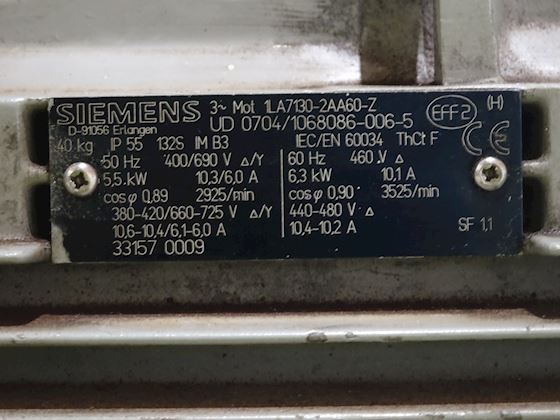 SIEMENS 3~ Mot 1LA7130-2AA60-Z EFF2 (H)
D-91056 Erlangen UD 0704/1068086-006-5 CE
40 kg IP 55 132S IM B3 IEC/EN 60034 ThCl F
50 Hz 400/690 V △/Y 60 Hz 460 V △
5,5 kW 10,3/6,0 A 6,3 kW 10,1 A
cos φ 0,89 2925/min cos φ 0,90 3525/min
380-420/660-725 V △/Y 440-480 V △
10,6-10,4/6,1-6,0 A 10,4-10,2 A SF 1,1
33157 0009